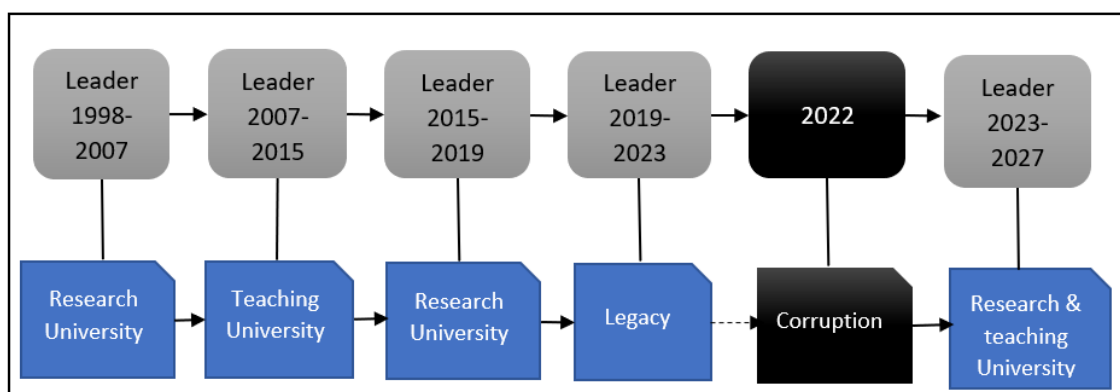 Leader
1998-
2007
Leader
2007-
2015
Leader
2015-
2019
Leader
2019-
2023
2022
Leader
2023-
2027
Research
University
Teaching
University
Research
University
Legacy
Corruption
Research &
teaching
University